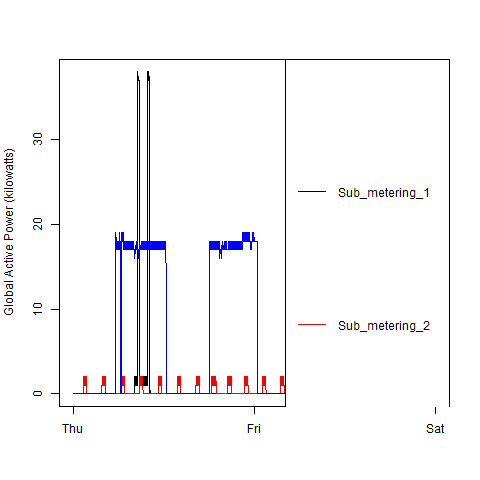 Global Active Power (kilowatts)
30
20
10
0
Sub_metering_1
Sub_metering_2
Thu
Fri
Sat